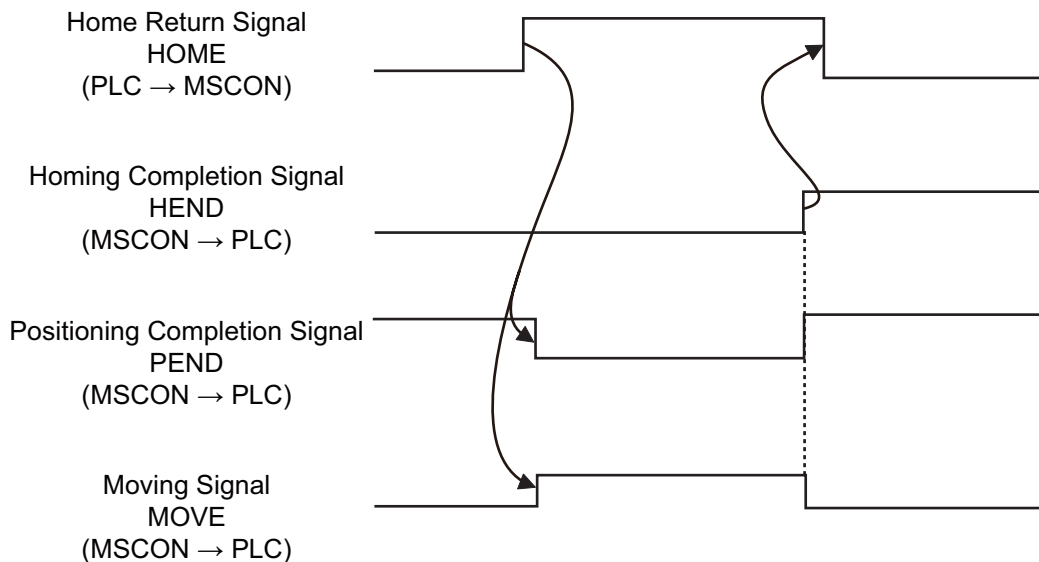 Home Return Signal
HOME
(PLC → MSCON)
Homing Completion Signal
HEND
(MSCON → PLC)
Positioning Completion Signal
PEND
(MSCON → PLC)
Moving Signal
MOVE
(MSCON → PLC)